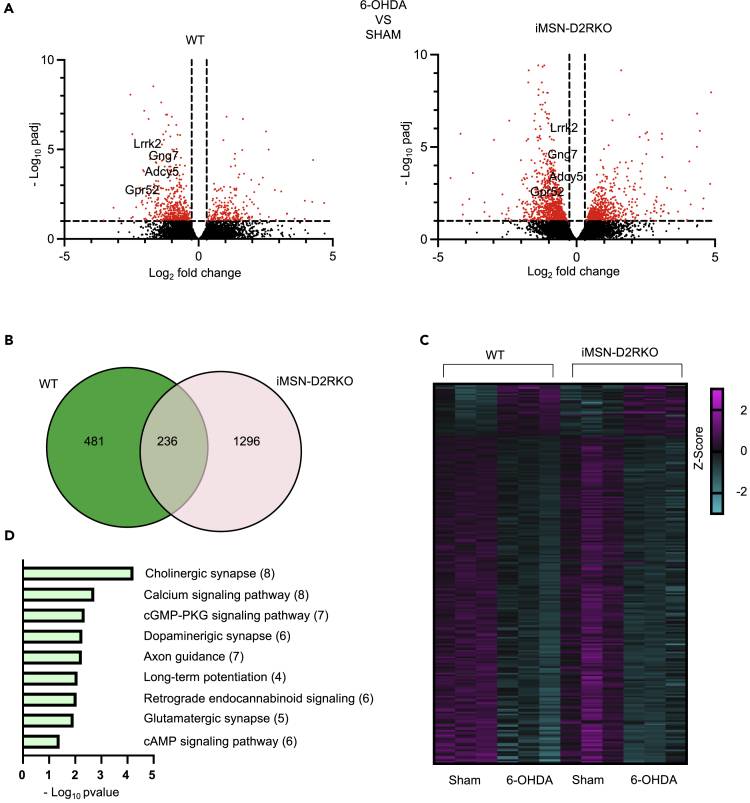 A
6-OHDA
VS
SHAM
WT
iMSN-D2RKO
10
5
0
- Log10 padj
Lrrk2
Gng7
Adcy5
Gpr52
-5
0
5
Log2 fold change
10
5
0
- Log10 padj
Lrrk2
Gng7
Adcy5
Gpr52
-5
0
5
Log2 fold change
B
WT
iMSN-D2RKO
481
236
1296
C
WT
iMSN-D2RKO
Z-Score
2
0
-2
Sham
6-OHDA
Sham
6-OHDA
D
Cholinergic synapse (8)
Calcium signaling pathway (8)
cGMP-PKG signaling pathway (7)
Dopaminerigic synapse (6)
Axon guidance (7)
Long-term potentiation (4)
Retrograde endocannabinoid signaling (6)
Glutamatergic synapse (5)
cAMP signaling pathway (6)
0 1 2 3 4 5
- Log10 pvalue